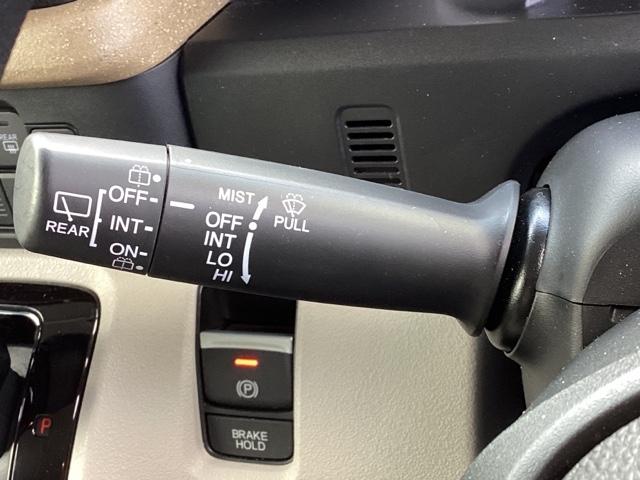 REAR
OFF
INT
ON
REAR
MIST
OFF
INT
LO
HI
PULL
P
P
BRAKE
HOLD